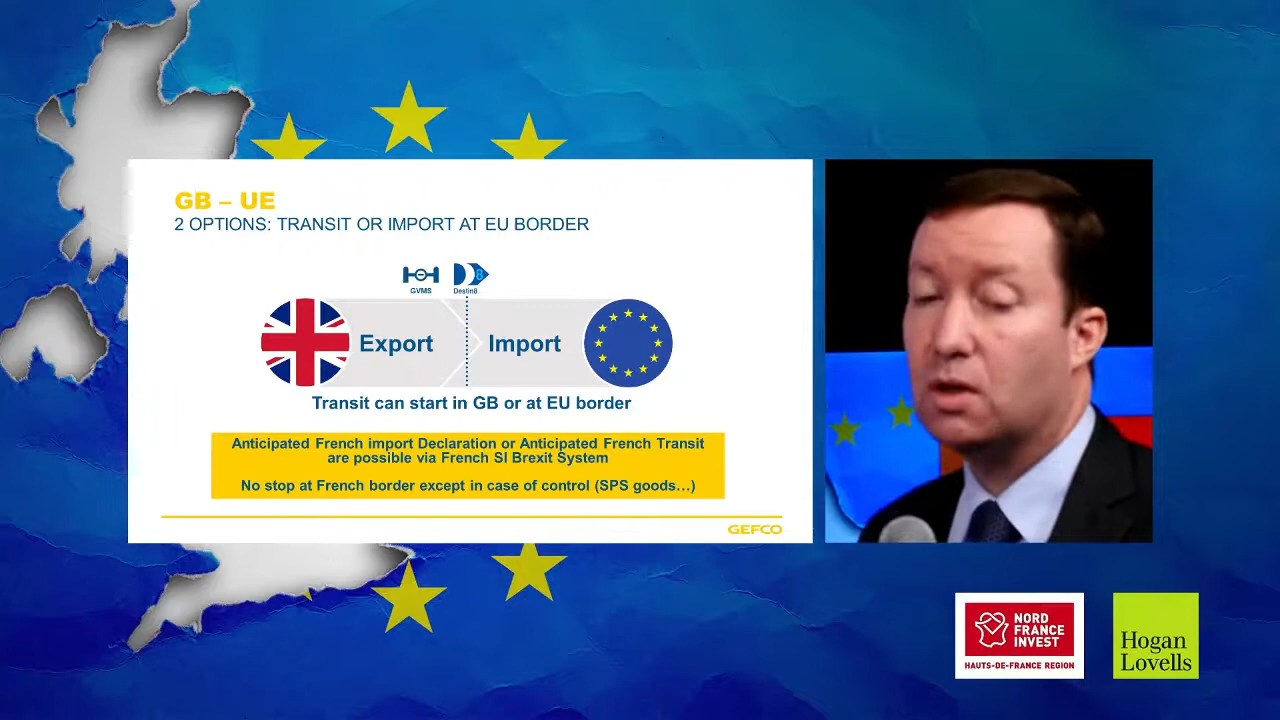 GB – UE
2 OPTIONS: TRANSIT OR IMPORT AT EU BORDER
GVMS
Destin8
8
Export
Import
Transit can start in GB or at EU border
Anticipated French import Declaration or Anticipated French Transit
are possible via French SI Brexit System
No stop at French border except in case of control (SPS goods…)
GEFCO
NORD
FRANCE
INVEST
HAUTS-DE-FRANCE REGION
Hogan
Lovells